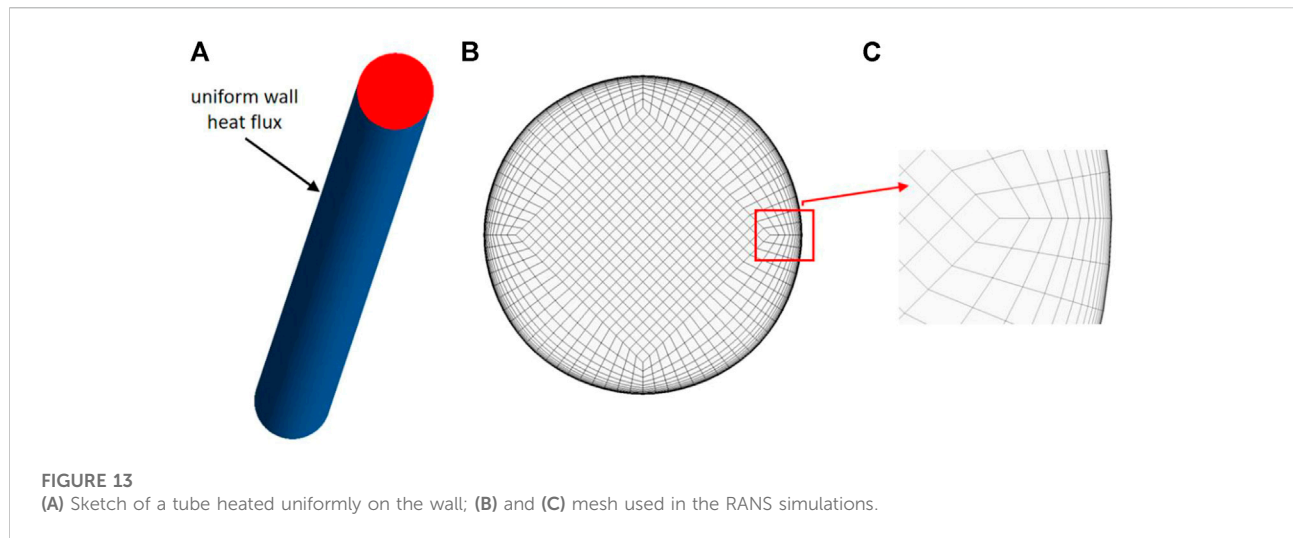 A
B
C
uniform wall
heat flux
FIGURE 13
(A) Sketch of a tube heated uniformly on the wall; (B) and (C) mesh used in the RANS simulations.